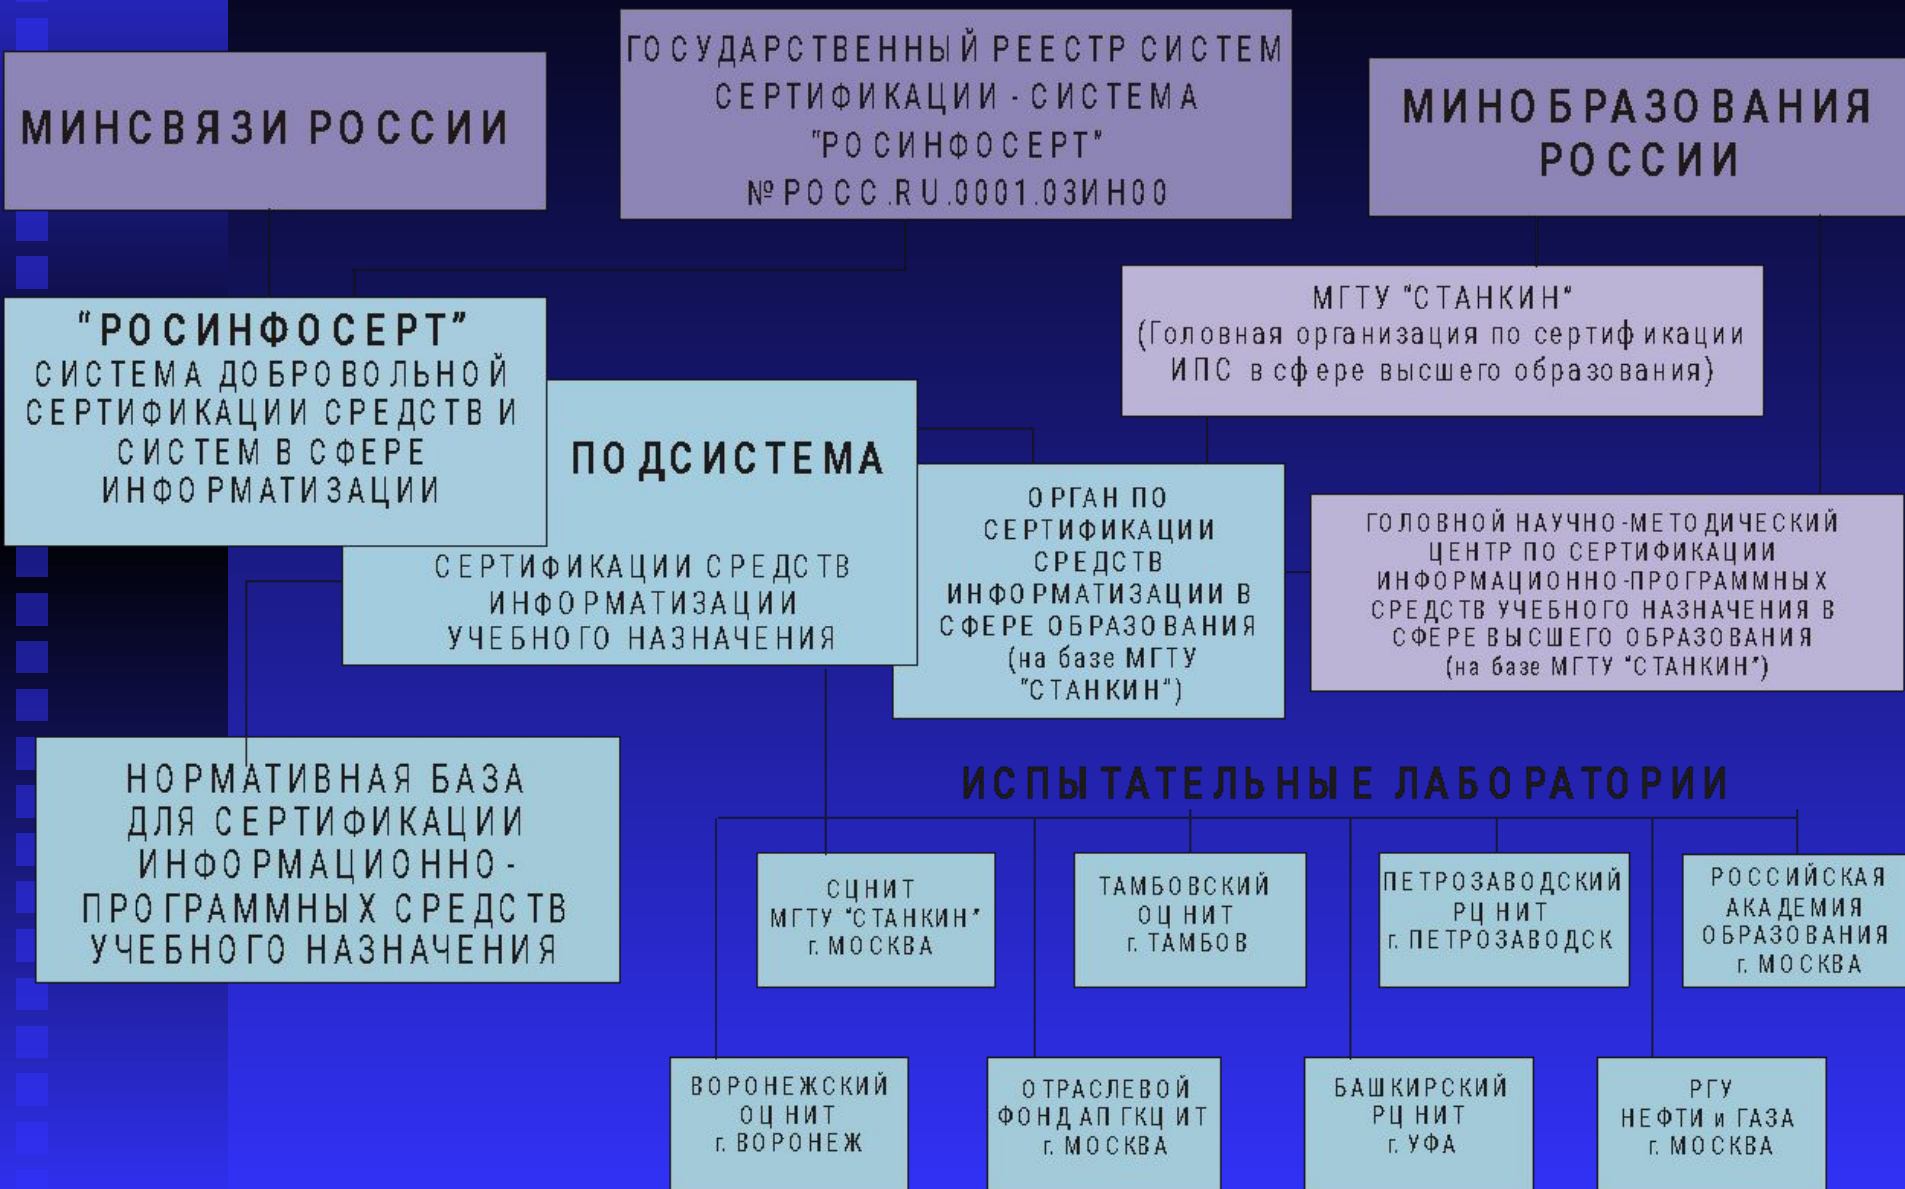 МИНСВЯЗИ РОССИИ
ГОСУДАРСТВЕННЫЙ РЕЕСТР СИСТЕМ
СЕРТИФИКАЦИИ - СИСТЕМА
"РОСИНФОСЕРТ"
№ РОСС.RU.0001.03ИН00
МИНОБРАЗОВАНИЯ
РОССИИ
"РОСИНФОСЕРТ"
СИСТЕМА ДОБРОВОЛЬНОЙ
СЕРТИФИКАЦИИ СРЕДСТВ И
СИСТЕМ В СФЕРЕ
ИНФОРМАТИЗАЦИИ
МГТУ "СТАНКИН"
(Головная организация по сертификации
ИПС в сфере высшего образования)
ПОДСИСТЕМА
СЕРТИФИКАЦИИ СРЕДСТВ
ИНФОРМАТИЗАЦИИ
УЧЕБНОГО НАЗНАЧЕНИЯ
ОРГАН ПО
СЕРТИФИКАЦИИ
СРЕДСТВ
ИНФОРМАТИЗАЦИИ В
СФЕРЕ ОБРАЗОВАНИЯ
(на базе МГТУ
"СТАНКИН")
ГОЛОВНОЙ НАУЧНО-МЕТОДИЧЕСКИЙ
ЦЕНТР ПО СЕРТИФИКАЦИИ
ИНФОРМАЦИОННО-ПРОГРАММНЫХ
СРЕДСТВ УЧЕБНОГО НАЗНАЧЕНИЯ В
СФЕРЕ ВЫСШЕГО ОБРАЗОВАНИЯ
(на базе МГТУ "СТАНКИН")
НОРМАТИВНАЯ БАЗА
ДЛЯ СЕРТИФИКАЦИИ
ИНФОРМАЦИОННО-
ПРОГРАММНЫХ СРЕДСТВ
УЧЕБНОГО НАЗНАЧЕНИЯ
ИСПЫТАТЕЛЬНЫЕ ЛАБОРАТОРИИ
СЦНИТ
МГТУ "СТАНКИН"
г. МОСКВА
ТАМБОВСКИЙ
ОЦ НИТ
г. ТАМБОВ
ПЕТРОЗАВОДСКИЙ
РЦ НИТ
г. ПЕТРОЗАВОДСК
РОССИЙСКАЯ
АКАДЕМИЯ
ОБРАЗОВАНИЯ
г. МОСКВА
ВОРОНЕЖСКИЙ
ОЦ НИТ
г. ВОРОНЕЖ
ОТРАСЛЕВОЙ
ФОНД АП ГКЦ ИТ
г. МОСКВА
БАШКИРСКИЙ
РЦ НИТ
г. УФА
РГУ
НЕФТИ и ГАЗА
г. МОСКВА